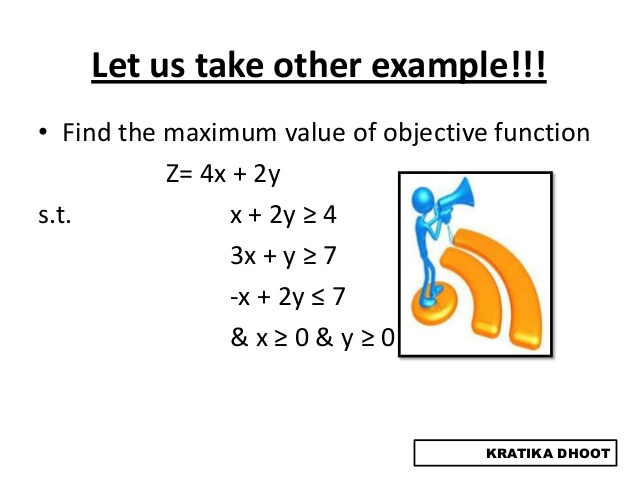 Let us take other example!!!
• Find the maximum value of objective function
Z= 4x + 2y
s.t. x + 2y ≥ 4
3x + y ≥ 7
-x + 2y ≤ 7
& x ≥ 0 & y ≥ 0
KRATIKA DHOOT